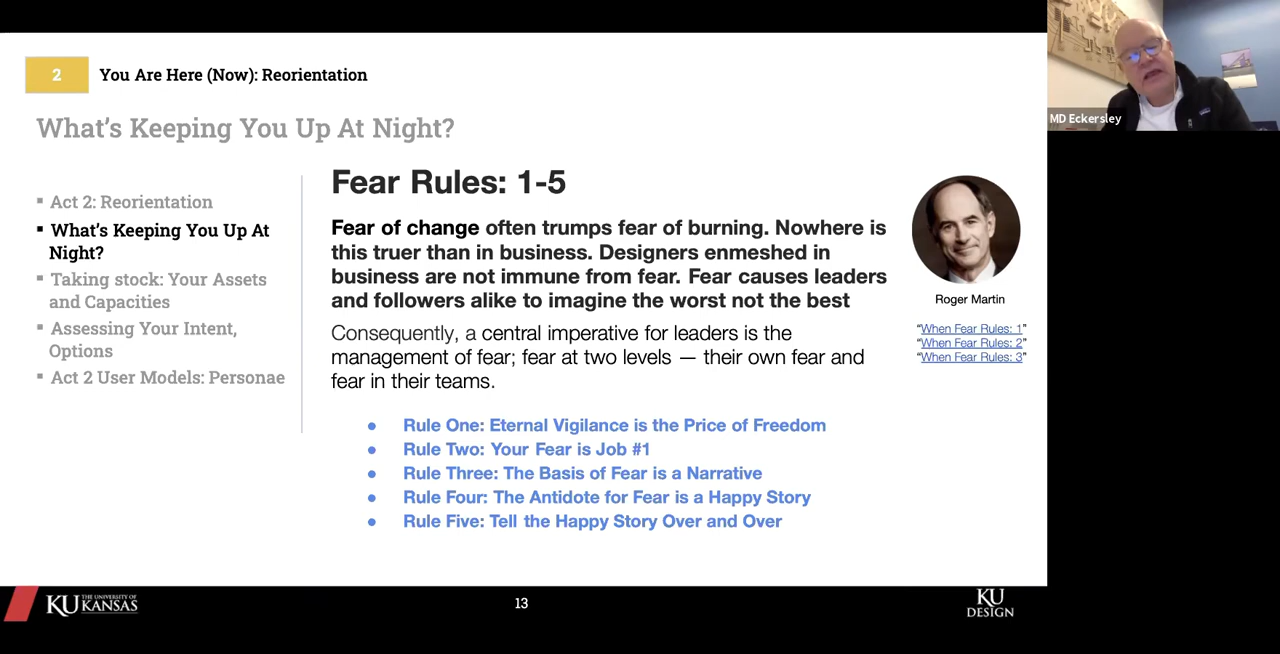 2
You Are Here (Now): Reorientation
What's Keeping You Up At Night?
▪ Act 2: Reorientation
▪ What's Keeping You Up At
Night?
▪ Taking stock: Your Assets
and Capacities
▪ Assessing Your Intent,
Options
▪ Act 2 User Models: Personae
Fear Rules: 1-5
Fear of change often trumps fear of burning. Nowhere is
this truer than in business. Designers enmeshed in
business are not immune from fear. Fear causes leaders
and followers alike to imagine the worst not the best
Consequently, a central imperative for leaders is the
management of fear; fear at two levels — their own fear and
fear in their teams.
● Rule One: Eternal Vigilance is the Price of Freedom
● Rule Two: Your Fear is Job #1
● Rule Three: The Basis of Fear is a Narrative
● Rule Four: The Antidote for Fear is a Happy Story
● Rule Five: Tell the Happy Story Over and Over
Roger Martin
“When Fear Rules: 1”
“When Fear Rules: 2”
“When Fear Rules: 3”
MD Eckersley
KU THE UNIVERSITY OF
KANSAS
13
KU
DESIGN